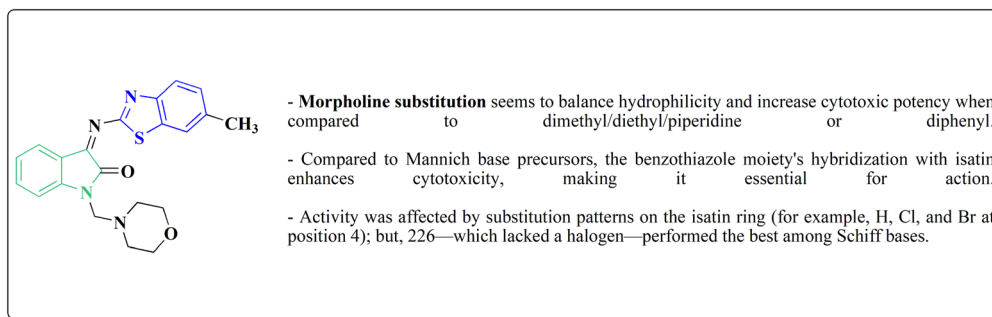 N
N
S
CH3
O
N
N
O
- Morpholine substitution seems to balance hydrophilicity and increase cytotoxic potency when
compared to dimethyl/diethyl/piperidine or diphenyl.
- Compared to Mannich base precursors, the benzothiazole moiety's hybridization with isatin
enhances cytotoxicity, making it essential for action.
- Activity was affected by substitution patterns on the isatin ring (for example, H, Cl, and Br at
position 4); but, 226—which lacked a halogen—performed the best among Schiff bases.